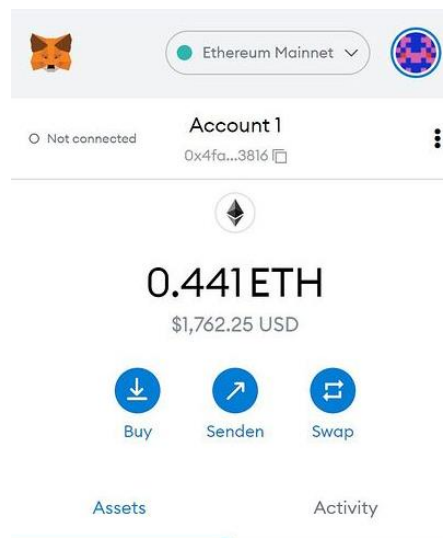 Ethereum Mainnet
Not connected
Account 1
0x4fa...3816
0.441 ETH
$1,762.25 USD
Buy Senden Swap
Assets Activity